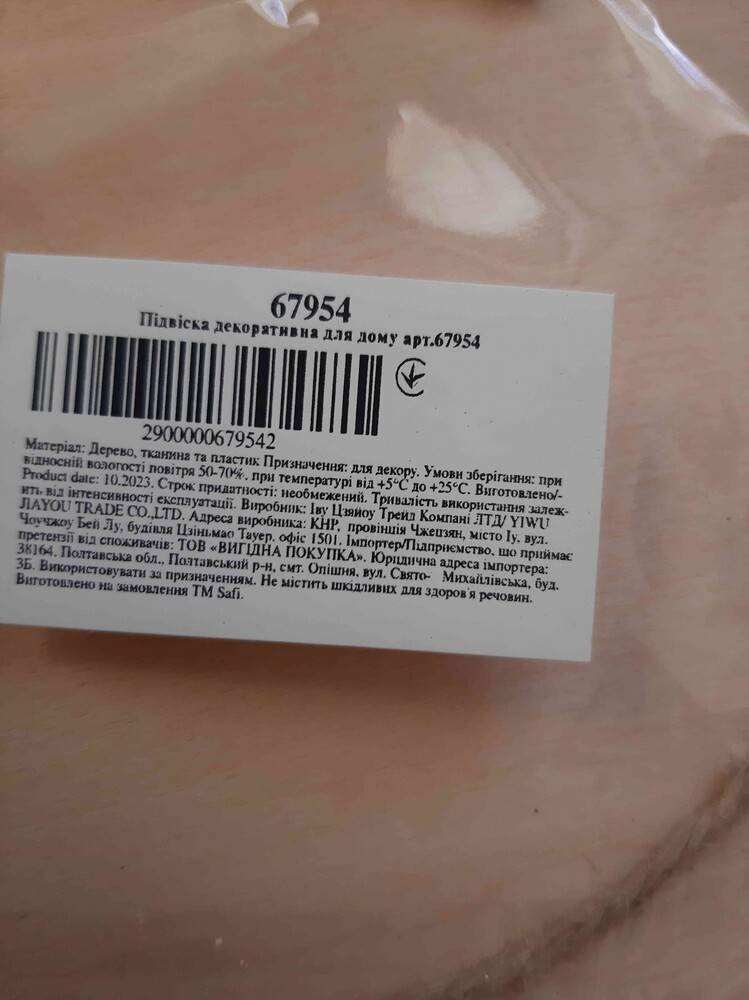 67954
Підвіска декоративна для дому арт.67954
2900000679542
Матеріал: Дерево, тканина та пластик Призначення: для декору. Умови зберігання: при
відносній вологості повітря 50-70%. при температурі від +5°С до +25°С. Виготовлено/-
Product date: 10.2023. Строк придатності: необмежений. Тривалість використання залеж-
ить від інтенсивності експлуатації. Виробник: Іву Цзяйоу Трейд Компані ЛТД/ YIWU
JIAYOU TRADE CO.,LTD. Адреса виробника: КНР, провінція Чжецзян, місто Іу, вул.
Чоучжоу Бей Лу, будівля Цзіньмао Тауер, офіс 1501. Імпортер/Підприємство, що приймає
претензії від споживачів: ТОВ «ВИГІДНА ПОКУПКА». Юридична адреса імпортера:
38164, Полтавська обл., Полтавський р-н, смт. Опішня, вул. Свято- Михайлівська, буд.
3Б. Використовувати за призначенням. Не містить шкідливих для здоров'я речовин.
Виготовлено на замовлення ТМ Safi.